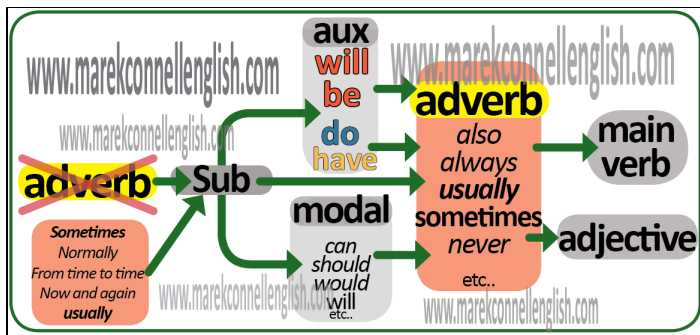 www.marekconnellenglish.com
www.marekconnellenglish.com
adverb
Sometimes
Normally
From time to time
Now and again
usually
Sub
aux
will
be
do
have
modal
can
should
would
will
etc..
www.marekconnellenglish.com
www.marekconnellenglish.com
adverb
also
always
usually
sometimes
never
etc..
www.marekconnellenglish.com
main
verb
adjective